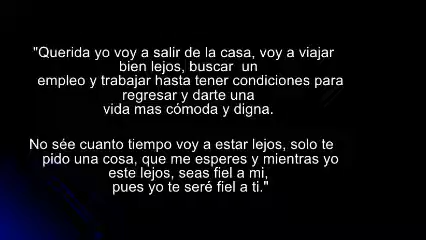 "Querida yo voy a salir de la casa, voy a viajar
bien lejos, buscar  un
empleo y trabajar hasta tener condiciones para
regresar y darte una
vida mas cómoda y digna.
No sée cuanto tiempo voy a estar lejos, solo te
pido una cosa, que me esperes y mientras yo
este lejos, seas fiel a mi,
pues yo te seré fiel a ti."